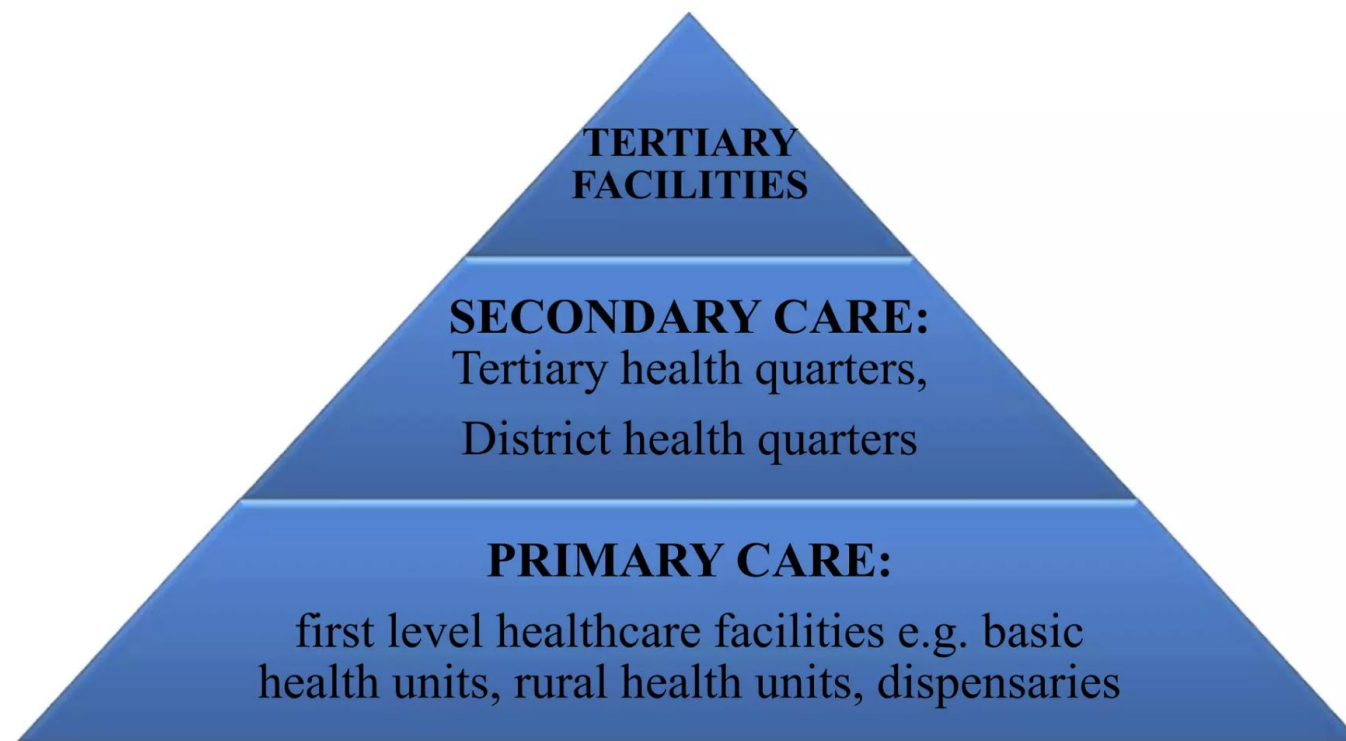 TERTIARY
FACILITIES
SECONDARY CARE:
Tertiary health quarters,
District health quarters
PRIMARY CARE:
first level healthcare facilities e.g. basic
health units, rural health units, dispensaries